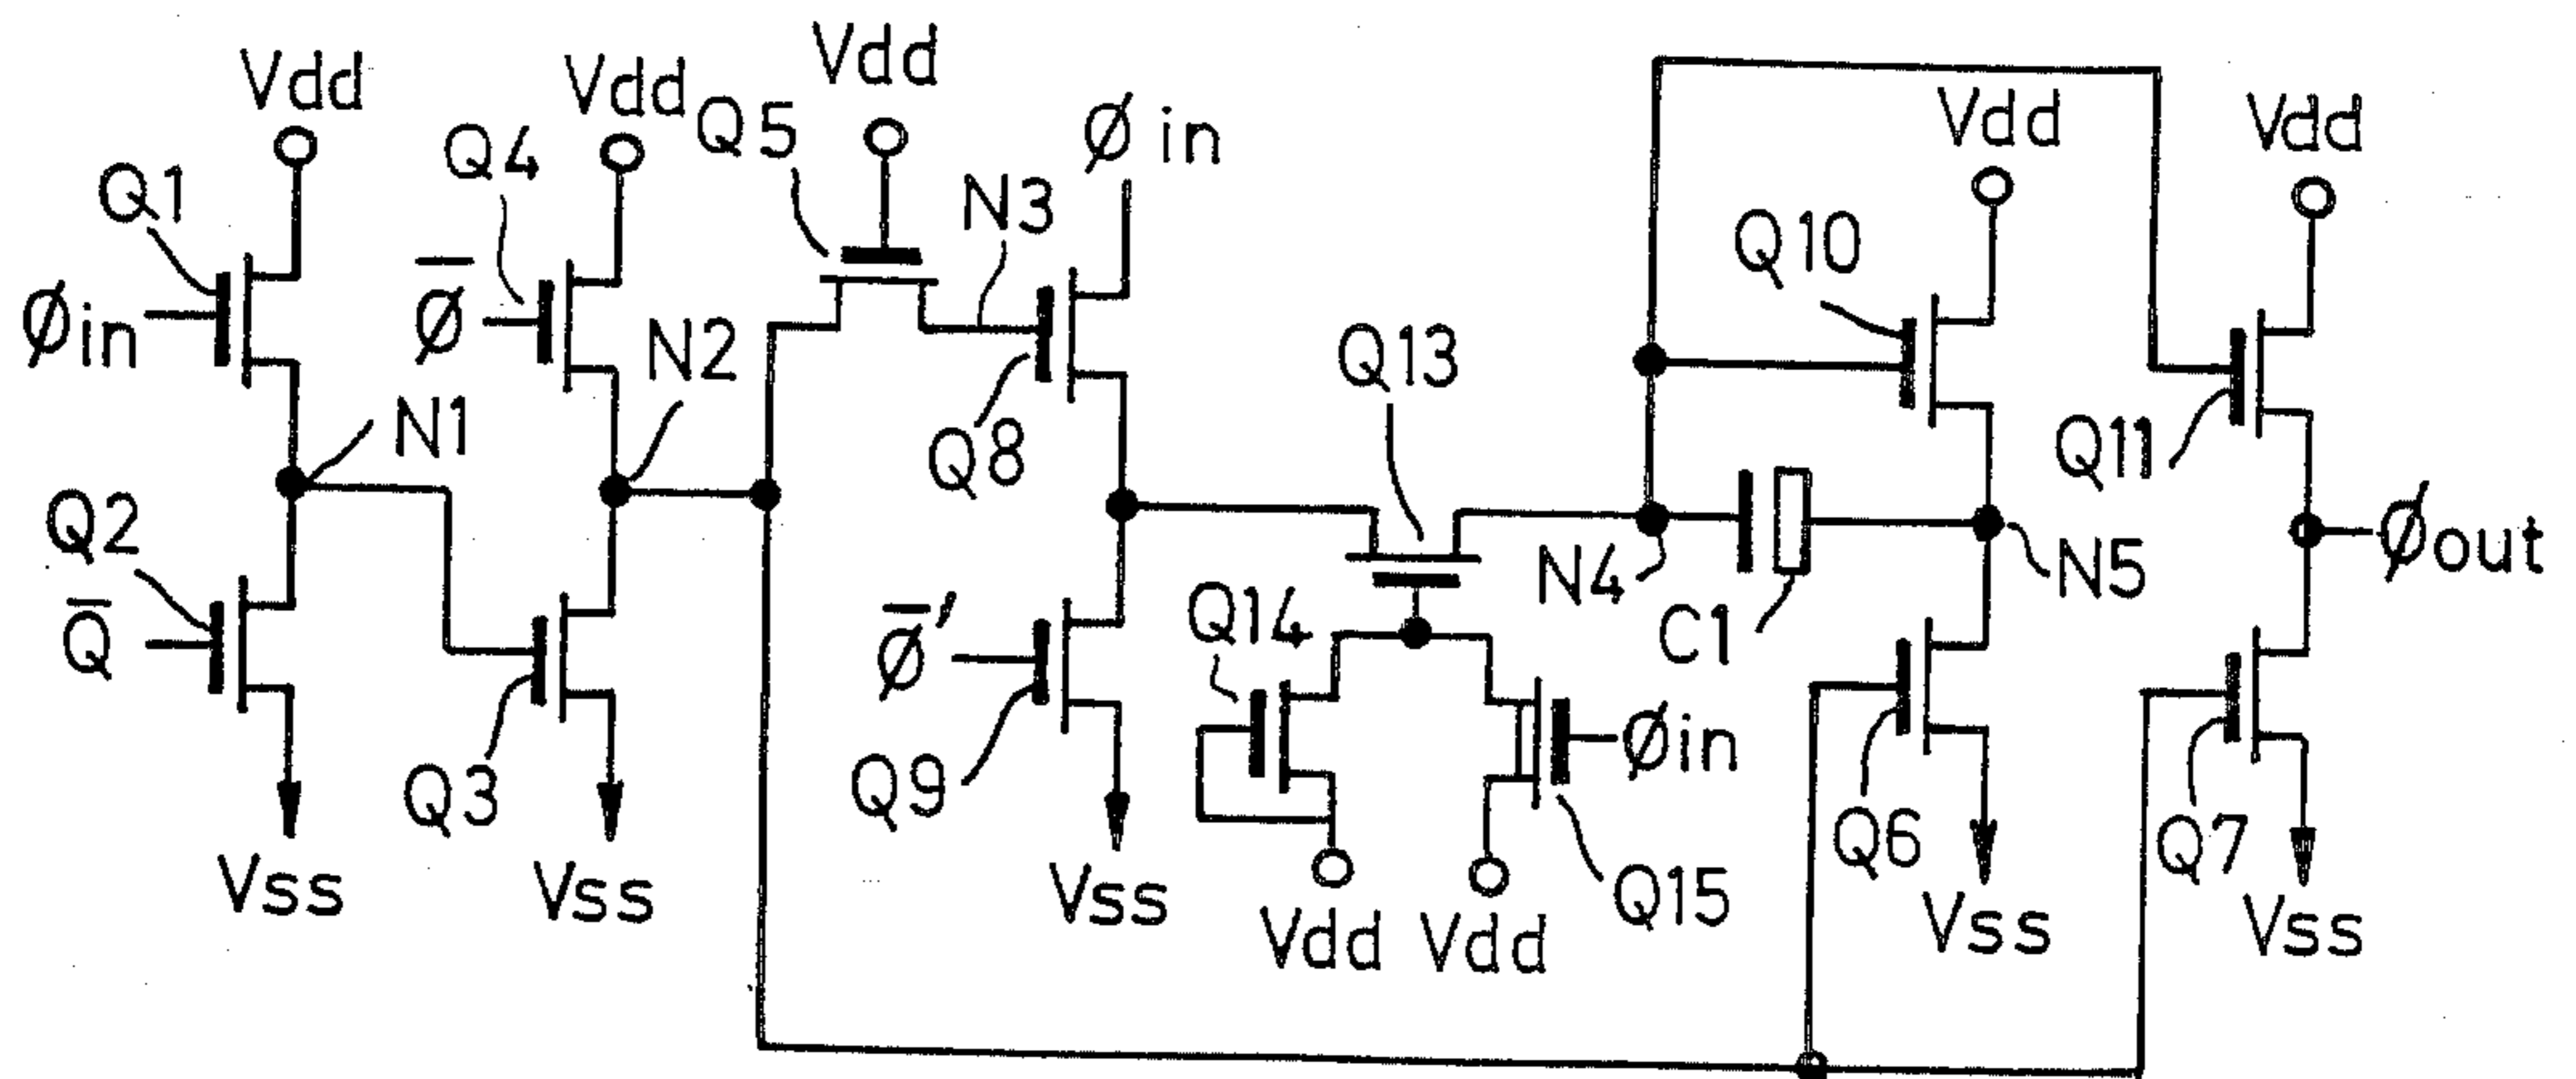 Vdd
Vdd
Vdd
Q5
Q4
Q1
Øin
Ø̅
N3
Ø in
Vdd
Vdd
Q10
N2
Q13
N1
Q8
Q11
Q2
Q̅
Q3
Ø̅'
Q9
Q14
N4
C1
N5
Øout
Øin
Q15
Q6
Q7
Vss
Vss
Vss
Vdd
Vdd
Vss
Vss